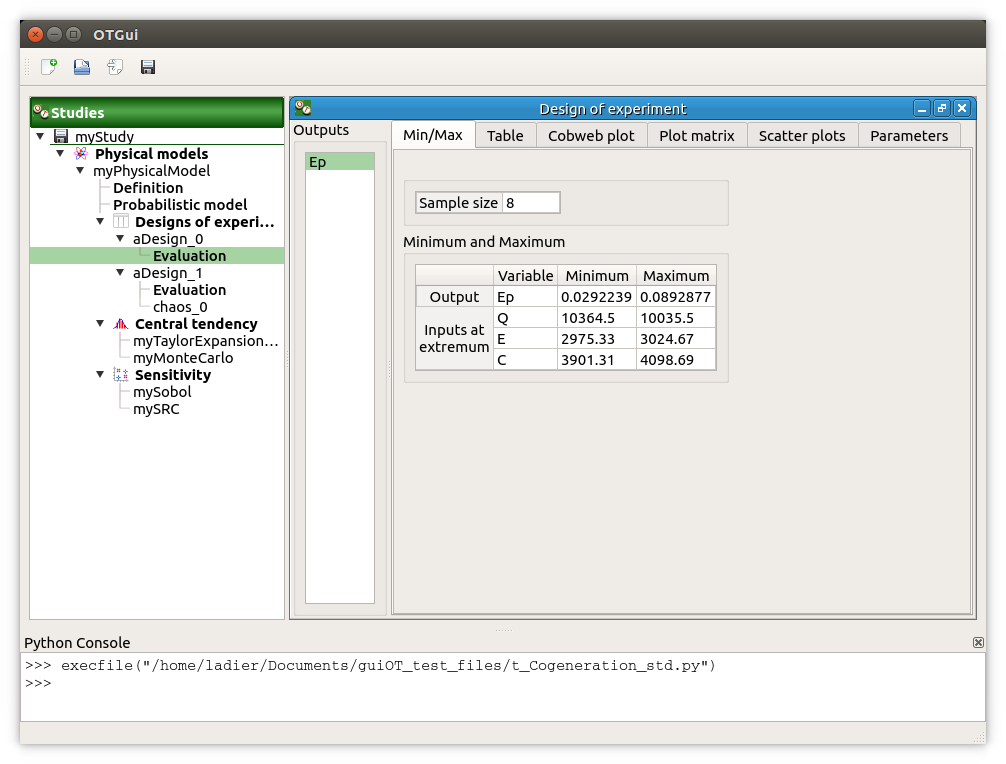 OTGui
Studies
myStudy
Physical models
myPhysicalModel
Definition
Probabilistic model
Designs of experi...
aDesign_0
Evaluation
aDesign_1
Evaluation
chaos_0
Central tendency
myTaylorExpansion...
myMonteCarlo
Sensitivity
mySobol
mySRC
Design of experiment
Outputs
Ep
Min/Max Table Cobweb plot Plot matrix Scatter plots Parameters
Sample size 8
Minimum and Maximum
Variable Minimum Maximum
Output Ep 0.0292239 0.0892877
Inputs at extremum Q 10364.5 10035.5
E 2975.33 3024.67
C 3901.31 4098.69
Python Console
>>> execfile("/home/ladier/Documents/guiOT_test_files/t_Cogeneration_std.py")
>>>